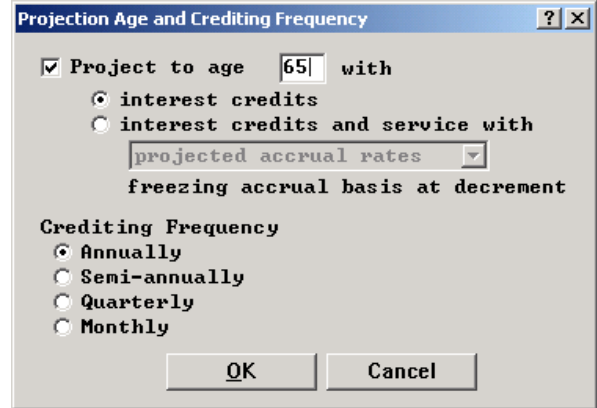 Projection Age and Crediting Frequency
Project to age 65 with
interest credits
interest credits and service with
projected accrual rates
freezing accrual basis at decrement
Crediting Frequency
Annually
Semi-annually
Quarterly
Monthly
OK Cancel